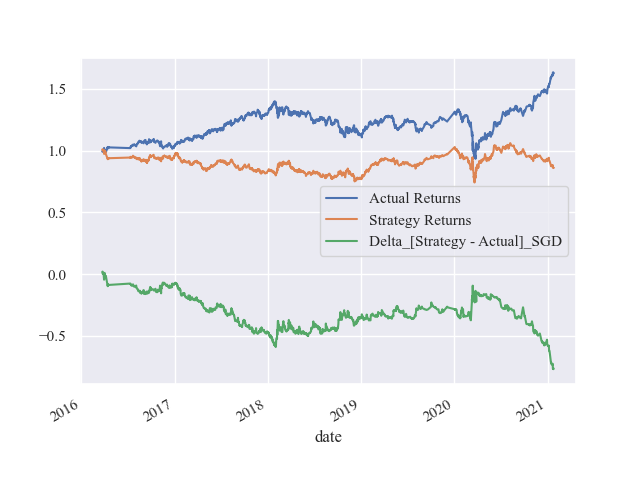 1.5
1.0
0.5
0.0
−0.5
Actual Returns
Strategy Returns
Delta_[Strategy - Actual]_SGD
2016 2017 2018 2019 2020 2021
date